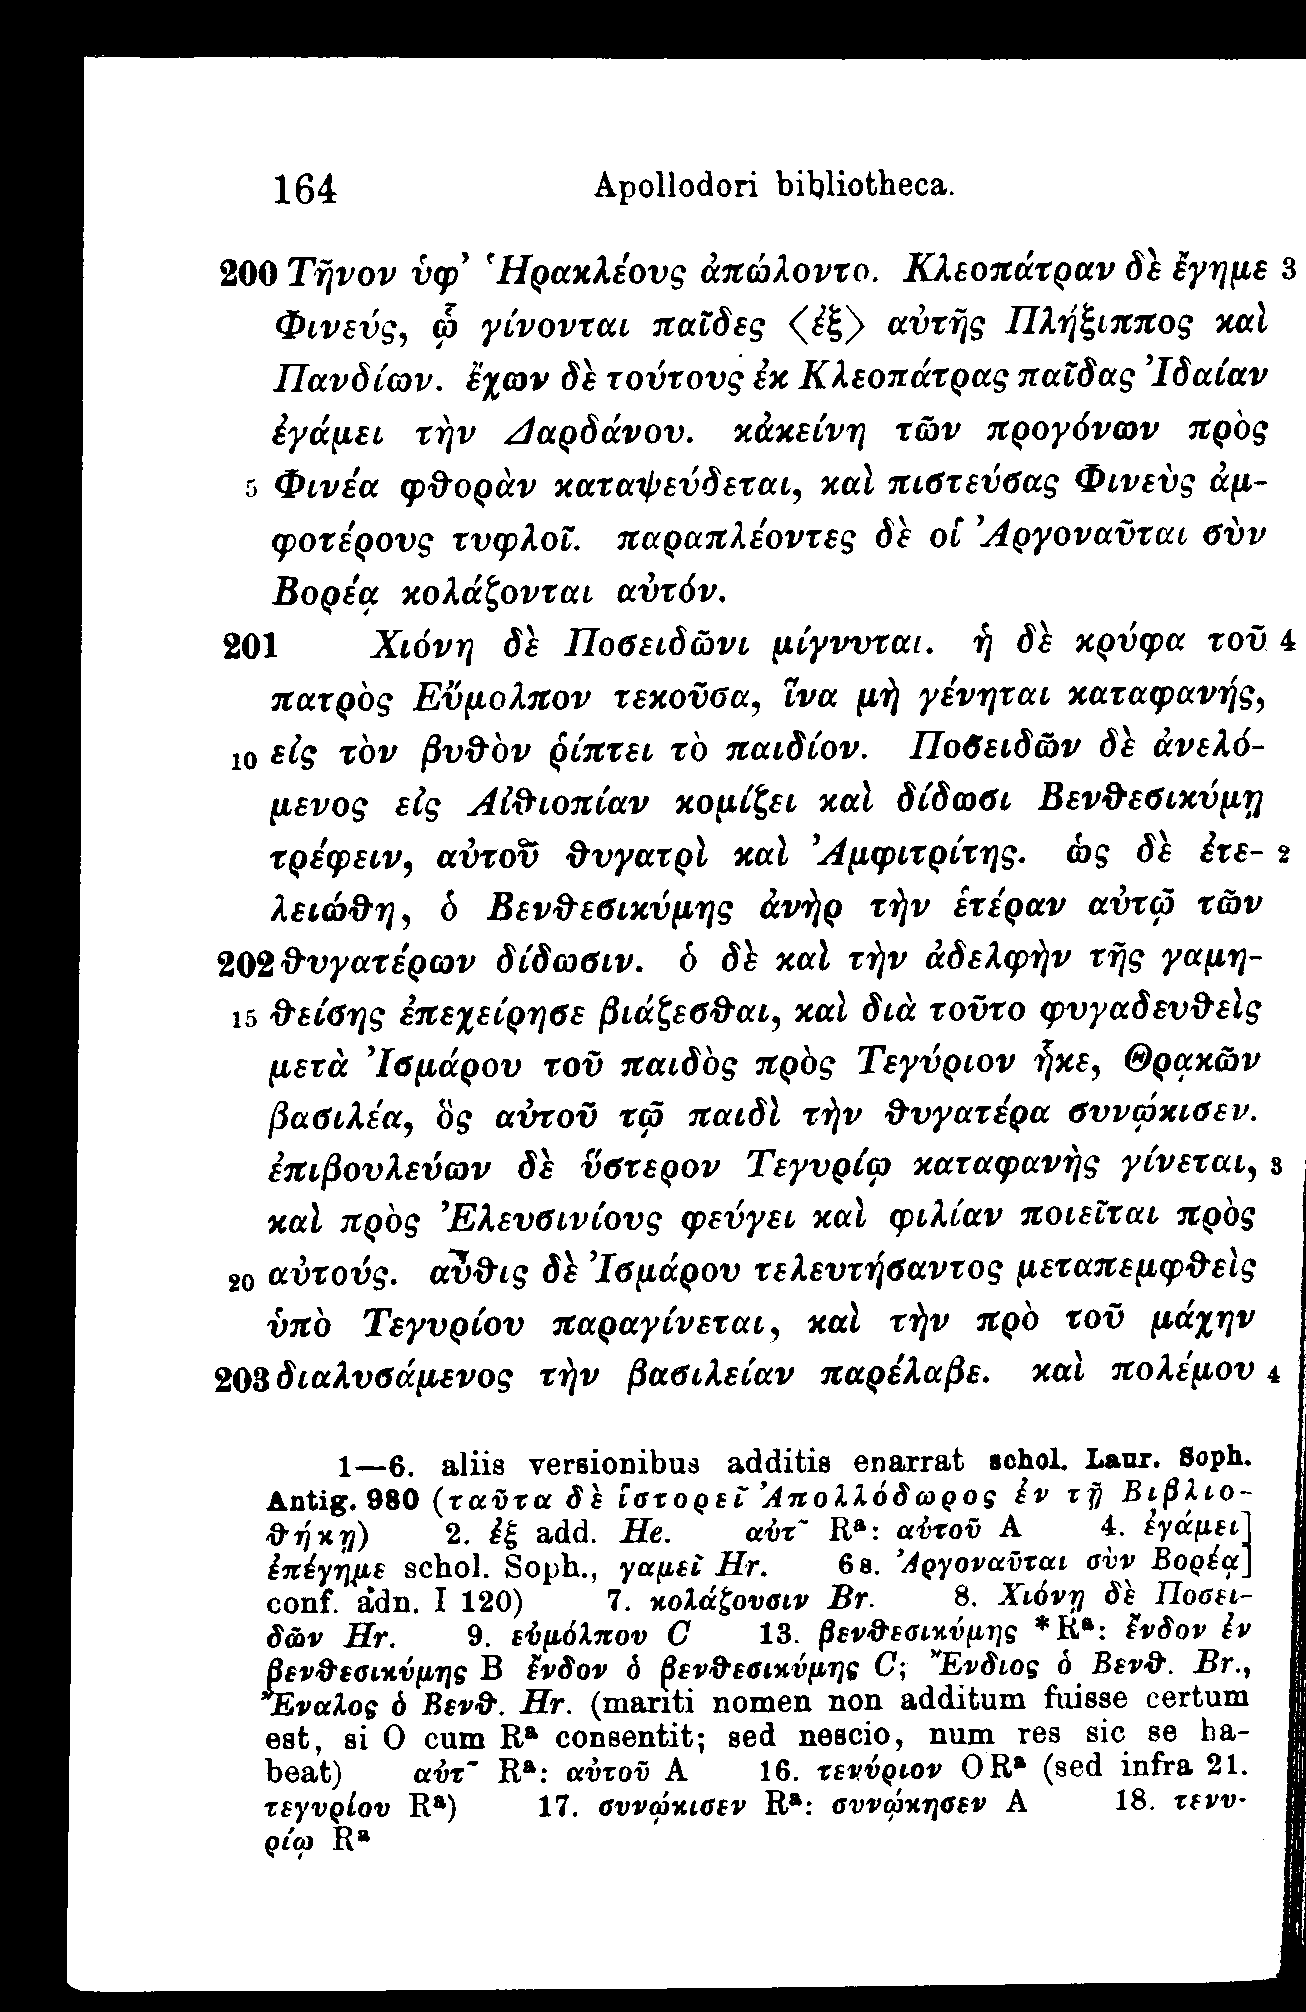 164 Apollodori bibliotheca.
200 Τῆνον ὑφ’ Ἡρακλέους ἀπώλοντο. Κλεοπάτραν δὲ ἔγημε 3
Φινεύς, ᾧ γίνονται παῖδες 〈ἐξ〉 αὐτῆς Πλήξιππος καὶ
Πανδίων. ἔχων δὲ τούτους ἐκ Κλεοπάτρας παῖδας Ἰδαίαν
ἐγάμει τὴν Δαρδάνου. κἀκείνη τῶν προγόνων πρὸς
5 Φινέα φθορὰν καταψεύδεται, καὶ πιστεύσας Φινεὺς ἀμ-
φοτέρους τυφλοῖ. παραπλέοντες δὲ οἱ Ἀργοναῦται σὺν
Βορέᾳ κολάζονται αὐτόν.
201 Χιόνη δὲ Ποσειδῶνι μίγνυται. ἡ δὲ κρύφα τοῦ 4
πατρὸς Εὔμολπον τεκοῦσα, ἵνα μὴ γένηται καταφανής,
10 εἰς τὸν βυθὸν ῥίπτει τὸ παιδίον. Ποσειδῶν δὲ ἀνελό-
μενος εἰς Αἰθιοπίαν κομίζει καὶ δίδωσι Βενθεσικύμῃ
τρέφειν, αὐτοῦ θυγατρὶ καὶ Ἀμφιτρίτης. ὡς δὲ ἐτε- 2
λειώθη, ὁ Βενθεσικύμης ἀνὴρ τὴν ἑτέραν αὐτῷ τῶν
202 θυγατέρων δίδωσιν. ὁ δὲ καὶ τὴν ἀδελφὴν τῆς γαμη-
15 θείσης ἐπεχείρησε βιάζεσθαι, καὶ διὰ τοῦτο φυγαδευθεὶς
μετὰ Ἰσμάρου τοῦ παιδὸς πρὸς Τεγύριον ἧκε, Θρᾳκῶν
βασιλέα, ὃς αὐτοῦ τῷ παιδὶ τὴν θυγατέρα συνῴκισεν.
ἐπιβουλεύων δὲ ὕστερον Τεγυρίῳ καταφανὴς γίνεται, 3
καὶ πρὸς Ἐλευσινίους φεύγει καὶ φιλίαν ποιεῖται πρὸς
20 αὐτούς. αὖθις δὲ Ἰσμάρου τελευτήσαντος μεταπεμφθεὶς
ὑπὸ Τεγυρίου παραγίνεται, καὶ τὴν πρὸ τοῦ μάχην
203 διαλυσάμενος τὴν βασιλείαν παρέλαβε. καὶ πολέμου 4
1—6. aliis versionibus additis enarrat schol. Laur. Soph.
Antig. 980 (ταῦτα δὲ ἱστορεῖ Ἀπολλόδωρος ἐν τῇ Βιβλιο-
θήκῃ) 2. ἐξ add. He. αὐτ῀ Rª: αὐτοῦ A 4. ἐγάμει]
ἐπέγημε schol. Soph., γαμεῖ Hr. 6 s. Ἀργοναῦται σὺν Βορέᾳ]
conf. adn. I 120) 7. κολάζουσιν Br. 8. Χιόνῃ δὲ Ποσει-
δῶν Hr. 9. εὐμόλπου C 13. βενθεσικύμης *Rª: ἔνδον ἐν
βενθεσικύμης B ἔνδον ὁ βενθεσικύμης C; Ἔνδιος ὁ Βενθ. Br.,
Ἔναλος ὁ Βενθ. Hr. (mariti nomen non additum fuisse certum
est, si O cum Rª consentit; sed nescio, num res sic se ha-
beat) αὐτ῀ Rª: αὐτοῦ A 16. τενύριον O Rª (sed infra 21.
τεγυρίου Rª) 17. συνῴκισεν Rª: συνῴκησεν A 18. τενυ-
ρίῳ Rª